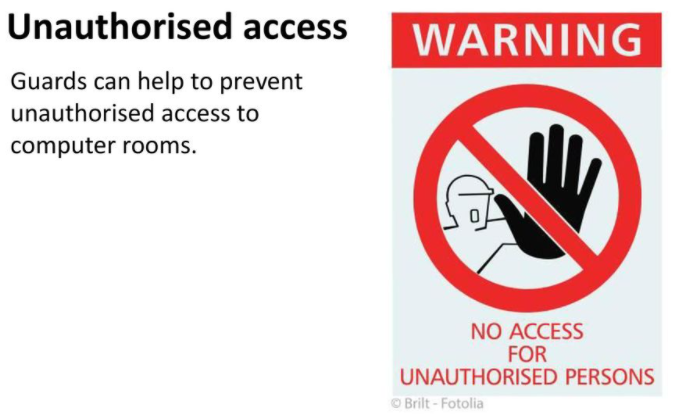 Unauthorised access
Guards can help to prevent
unauthorised access to
computer rooms.
WARNING
NO ACCESS
FOR
UNAUTHORISED PERSONS
© Brilt - Fotolia